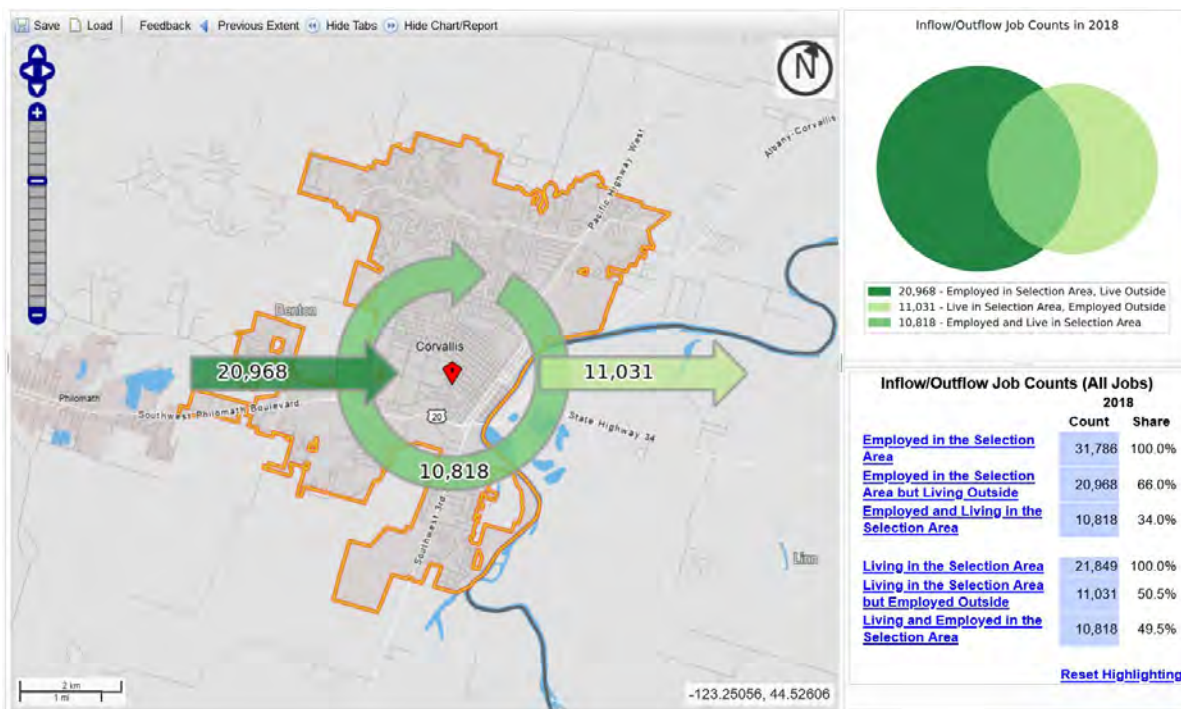 Save Load Feedback Previous Extent Hide Tabs Hide Chart/Report
N
Albany-Corvallis
Pacific Highway West
Benton
Corvallis
20,968
11,031
Philomath
Southwest Philomath Boulevard
20
State Highway 34
10,818
Southwest 3rd
Linn
2 km
1 mi
-123.25056, 44.52606
Inflow/Outflow Job Counts in 2018
20,968 - Employed in Selection Area, Live Outside
11,031 - Live in Selection Area, Employed Outside
10,818 - Employed and Live in Selection Area
Inflow/Outflow Job Counts (All Jobs)
2018
Count Share
Employed in the Selection
Area 31,786 100.0%
Employed in the Selection
Area but Living Outside 20,968 66.0%
Employed and Living in the
Selection Area 10,818 34.0%
Living in the Selection Area 21,849 100.0%
Living in the Selection Area
but Employed Outside 11,031 50.5%
Living and Employed in the
Selection Area 10,818 49.5%
Reset Highlighting